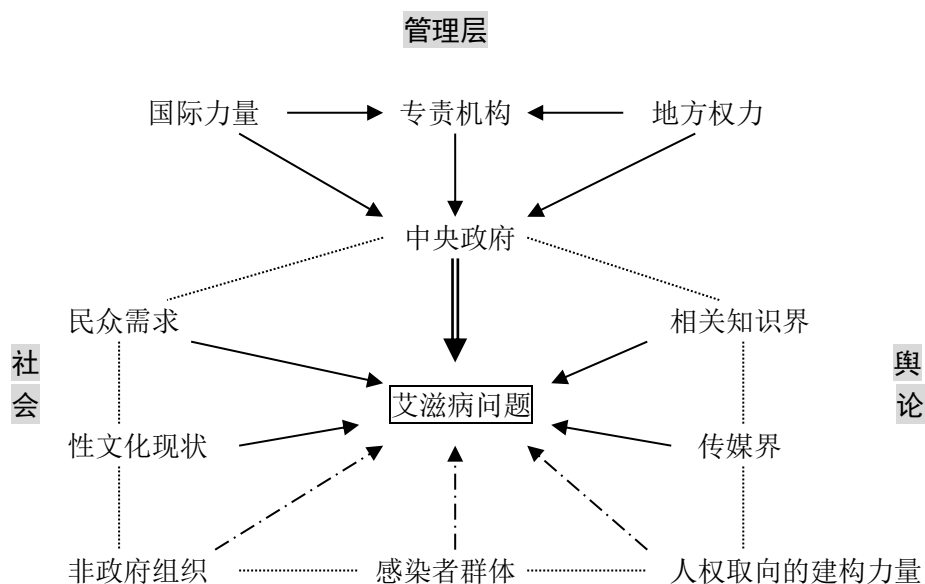 管理层
国际力量 专责机构 地方权力
中央政府
民众需求 相关知识界
社会
舆论
艾滋病问题
性文化现状 传媒界
非政府组织 感染者群体 人权取向的建构力量